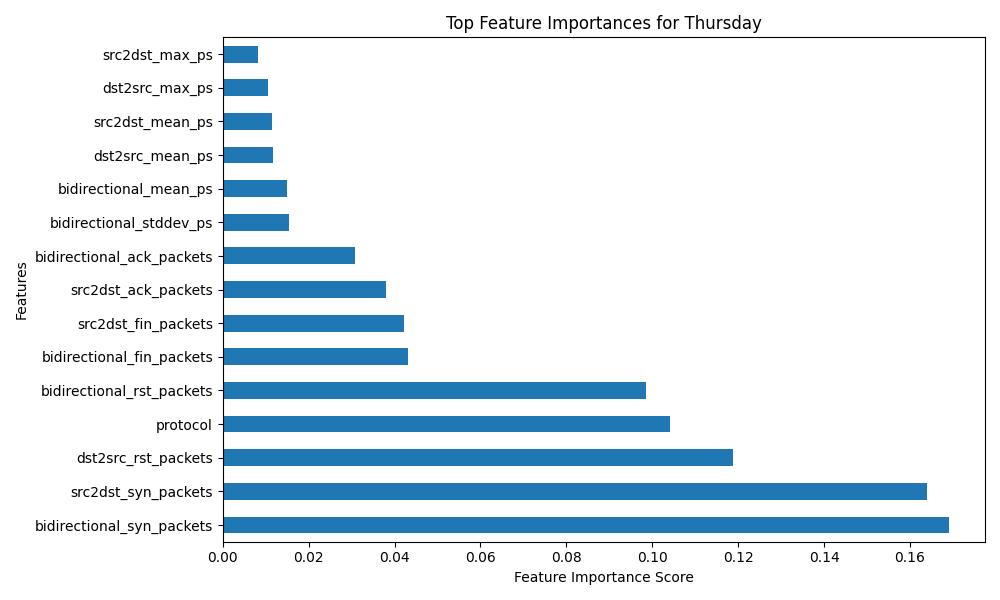 Top Feature Importances for Thursday
Features
src2dst_max_ps
dst2src_max_ps
src2dst_mean_ps
dst2src_mean_ps
bidirectional_mean_ps
bidirectional_stddev_ps
bidirectional_ack_packets
src2dst_ack_packets
src2dst_fin_packets
bidirectional_fin_packets
bidirectional_rst_packets
protocol
dst2src_rst_packets
src2dst_syn_packets
bidirectional_syn_packets
0.00 0.02 0.04 0.06 0.08 0.10 0.12 0.14 0.16
Feature Importance Score